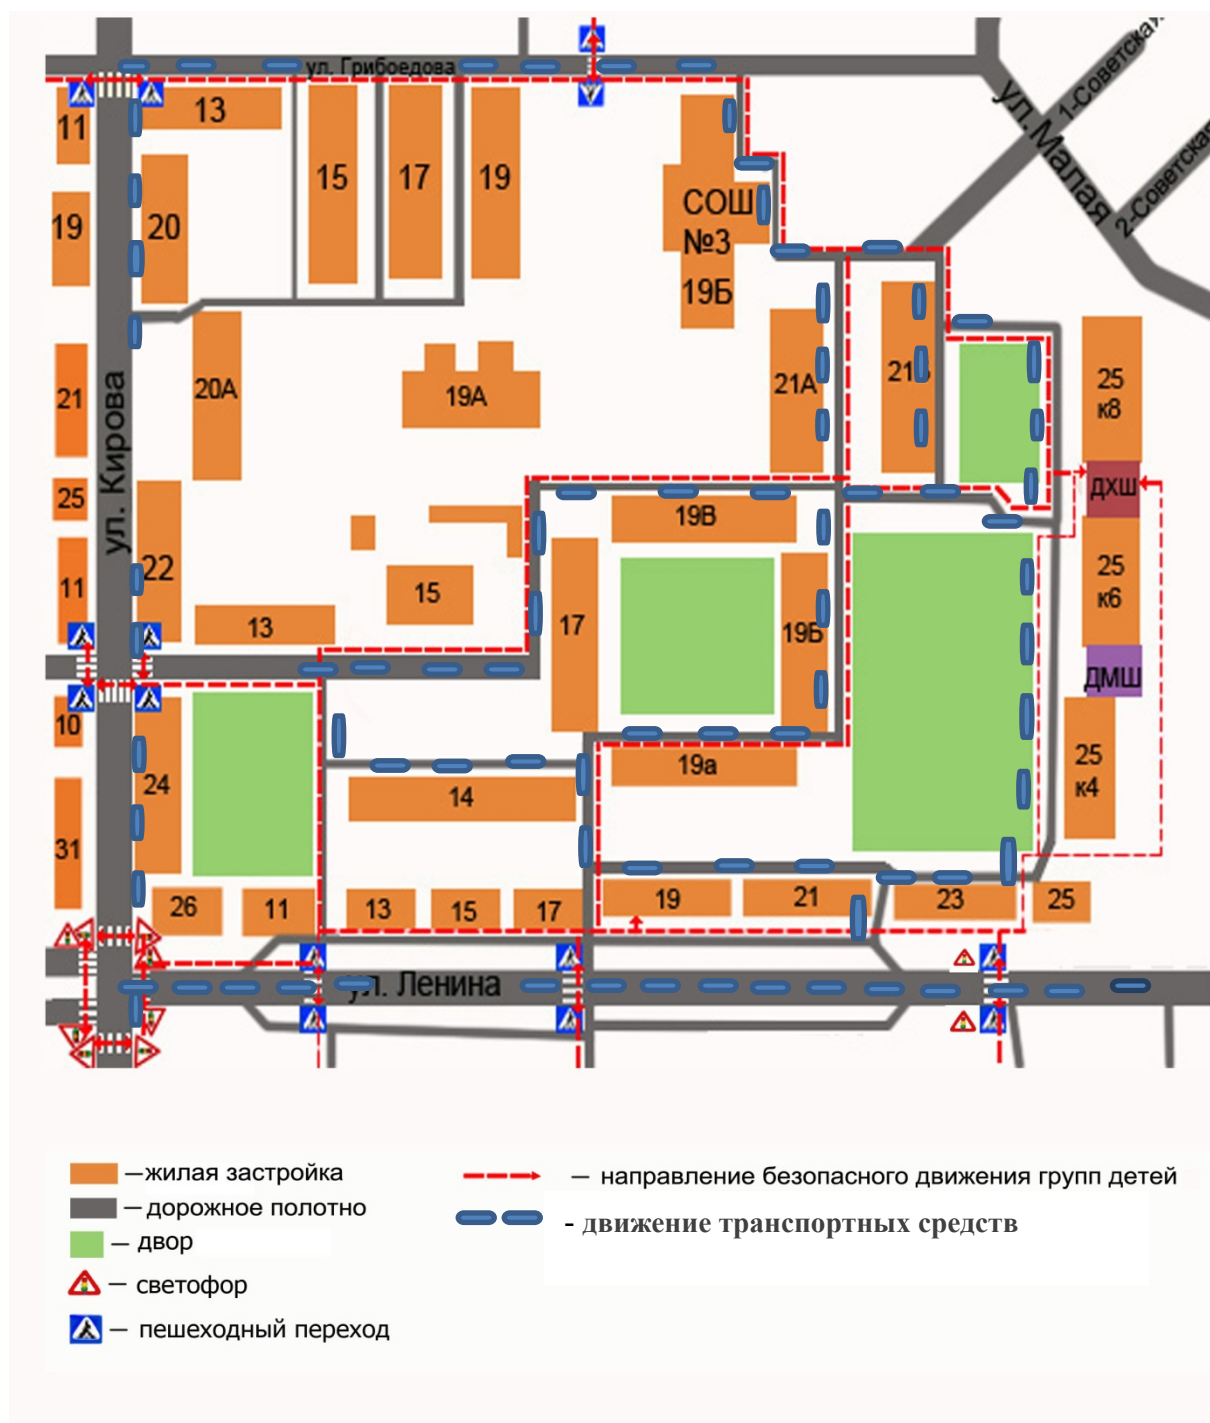 ул. Грибоедова
1-Советская
ул. Малая
2-Советская
11
13
15
17
19
СОШ
№3
19Б
19
20
21
20А
19А
21А
21Б
25
к8
ул. Кирова
25
ДХШ
19В
11
22
15
17
19Б
25
к6
13
ДМШ
10
24
19а
25
к4
14
31
26
11
13
15
17
19
21
23
25
ул. Ленина
—жилая застройка
— направление безопасного движения групп детей
—дорожное полотно
- движение транспортных средств
— двор
— светофор
— пешеходный переход